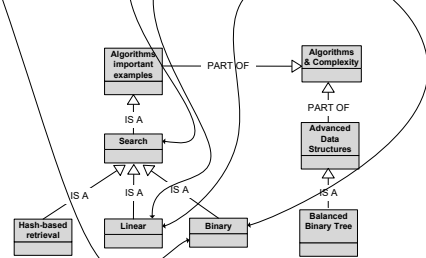 Algorithms
important
examples
PART OF
Algorithms
& Complexity
IS A
PART OF
Search
Advanced
Data
Structures
IS A
IS A
IS A
IS A
Hash-based
retrieval
Linear
Binary
Balanced
Binary Tree